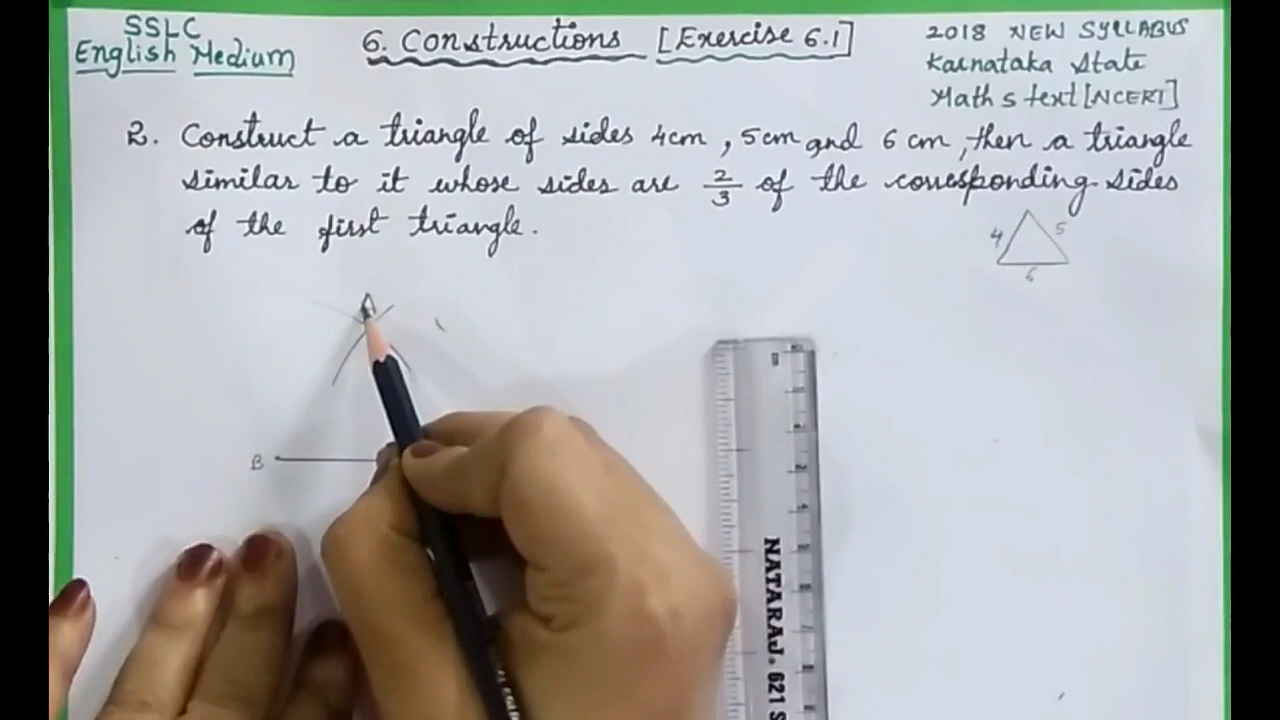 SSLC
English Medium
6. Constructions [Exercise 6.1]
2018 NEW SYLLABUS
Karnataka State
Maths text [NCERT]
2. Construct a triangle of sides 4cm, 5cm and 6 cm, then a triangle
similar to it whose sides are 2/3 of the corresponding sides
of the first triangle.
4 5
6
B
NATARAJ. 621 S